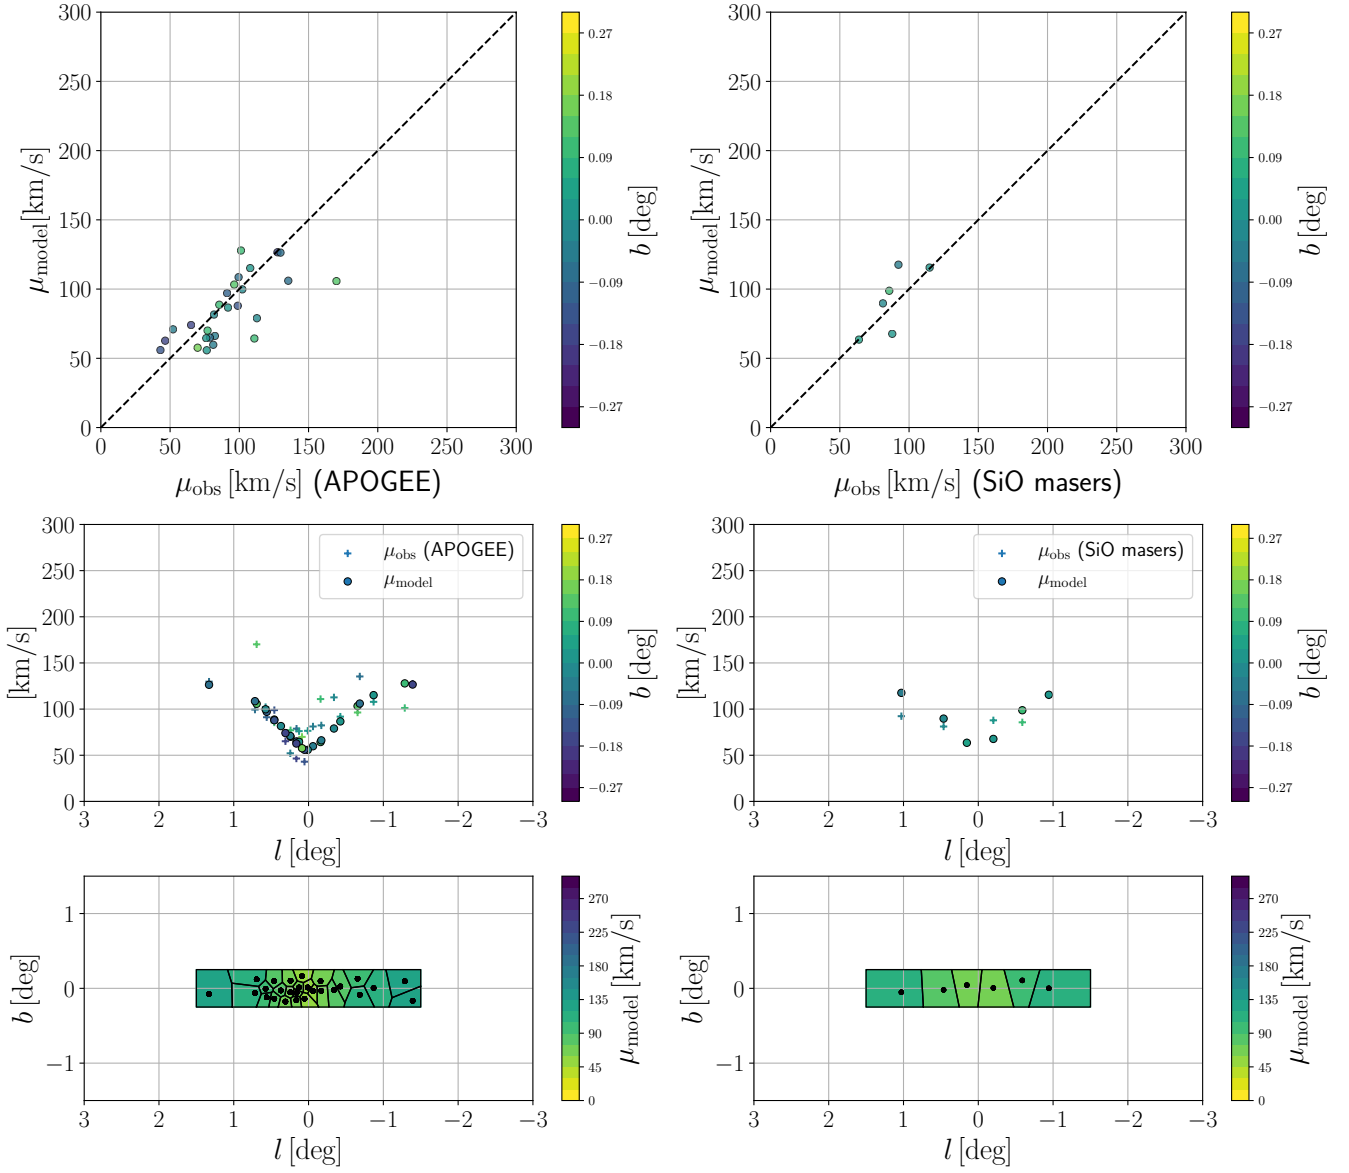 300
250
200
150
100
50
0
μmodel[km/s]
0 50 100 150 200 250 300
μobs [km/s] (APOGEE)
0.27
0.18
0.09
0.00
−0.09
−0.18
−0.27
b [deg]
300
250
200
150
100
50
0
μmodel[km/s]
0 50 100 150 200 250 300
μobs [km/s] (SiO masers)
0.27
0.18
0.09
0.00
−0.09
−0.18
−0.27
b [deg]
300
250
200
150
100
50
0
[km/s]
μobs (APOGEE)
μmodel
3 2 1 0 −1 −2 −3
l [deg]
0.27
0.18
0.09
0.00
−0.09
−0.18
−0.27
b [deg]
300
250
200
150
100
50
0
[km/s]
μobs (SiO masers)
μmodel
3 2 1 0 −1 −2 −3
l [deg]
0.27
0.18
0.09
0.00
−0.09
−0.18
−0.27
b [deg]
1
0
−1
b [deg]
3 2 1 0 −1 −2 −3
l [deg]
270
225
180
135
90
45
0
μmodel [km/s]
1
0
−1
b [deg]
3 2 1 0 −1 −2 −3
l [deg]
270
225
180
135
90
45
0
μmodel [km/s]